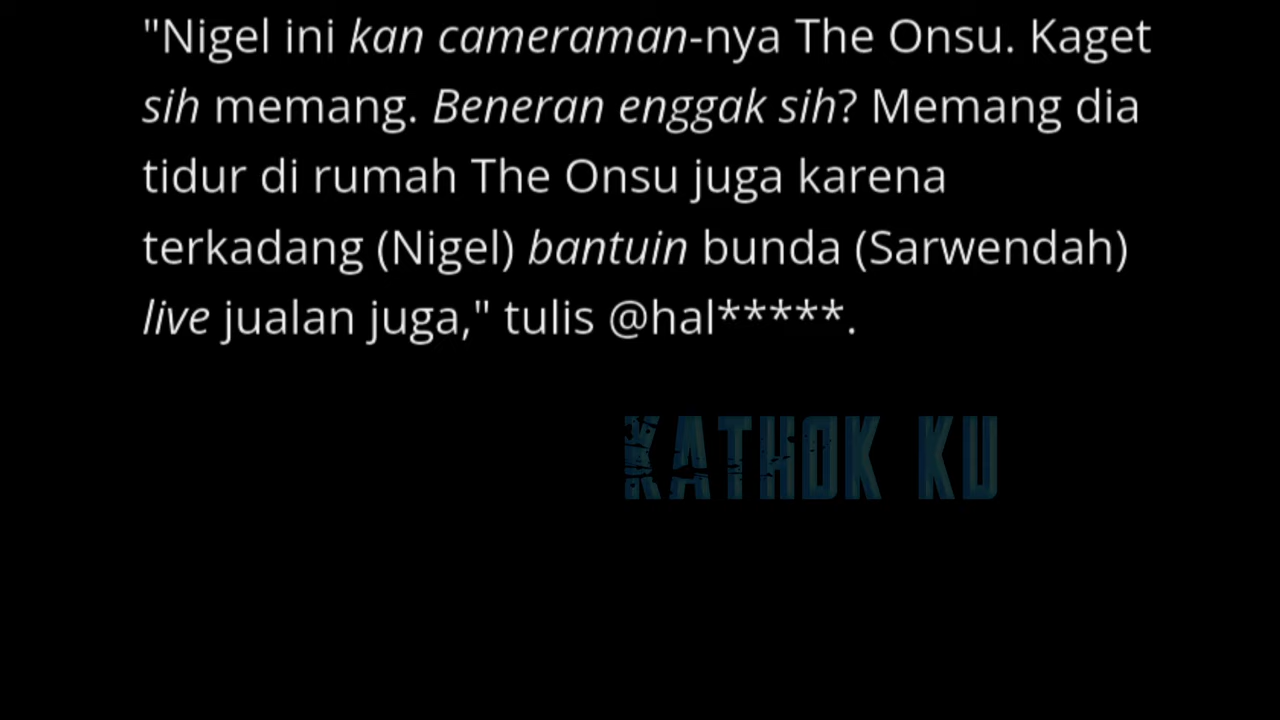 "Nigel ini kan cameraman-nya The Onsu. Kaget
sih memang. Beneran enggak sih? Memang dia
tidur di rumah The Onsu juga karena
terkadang (Nigel) bantuin bunda (Sarwendah)
live jualan juga," tulis @hal*****.
KATHOK KU